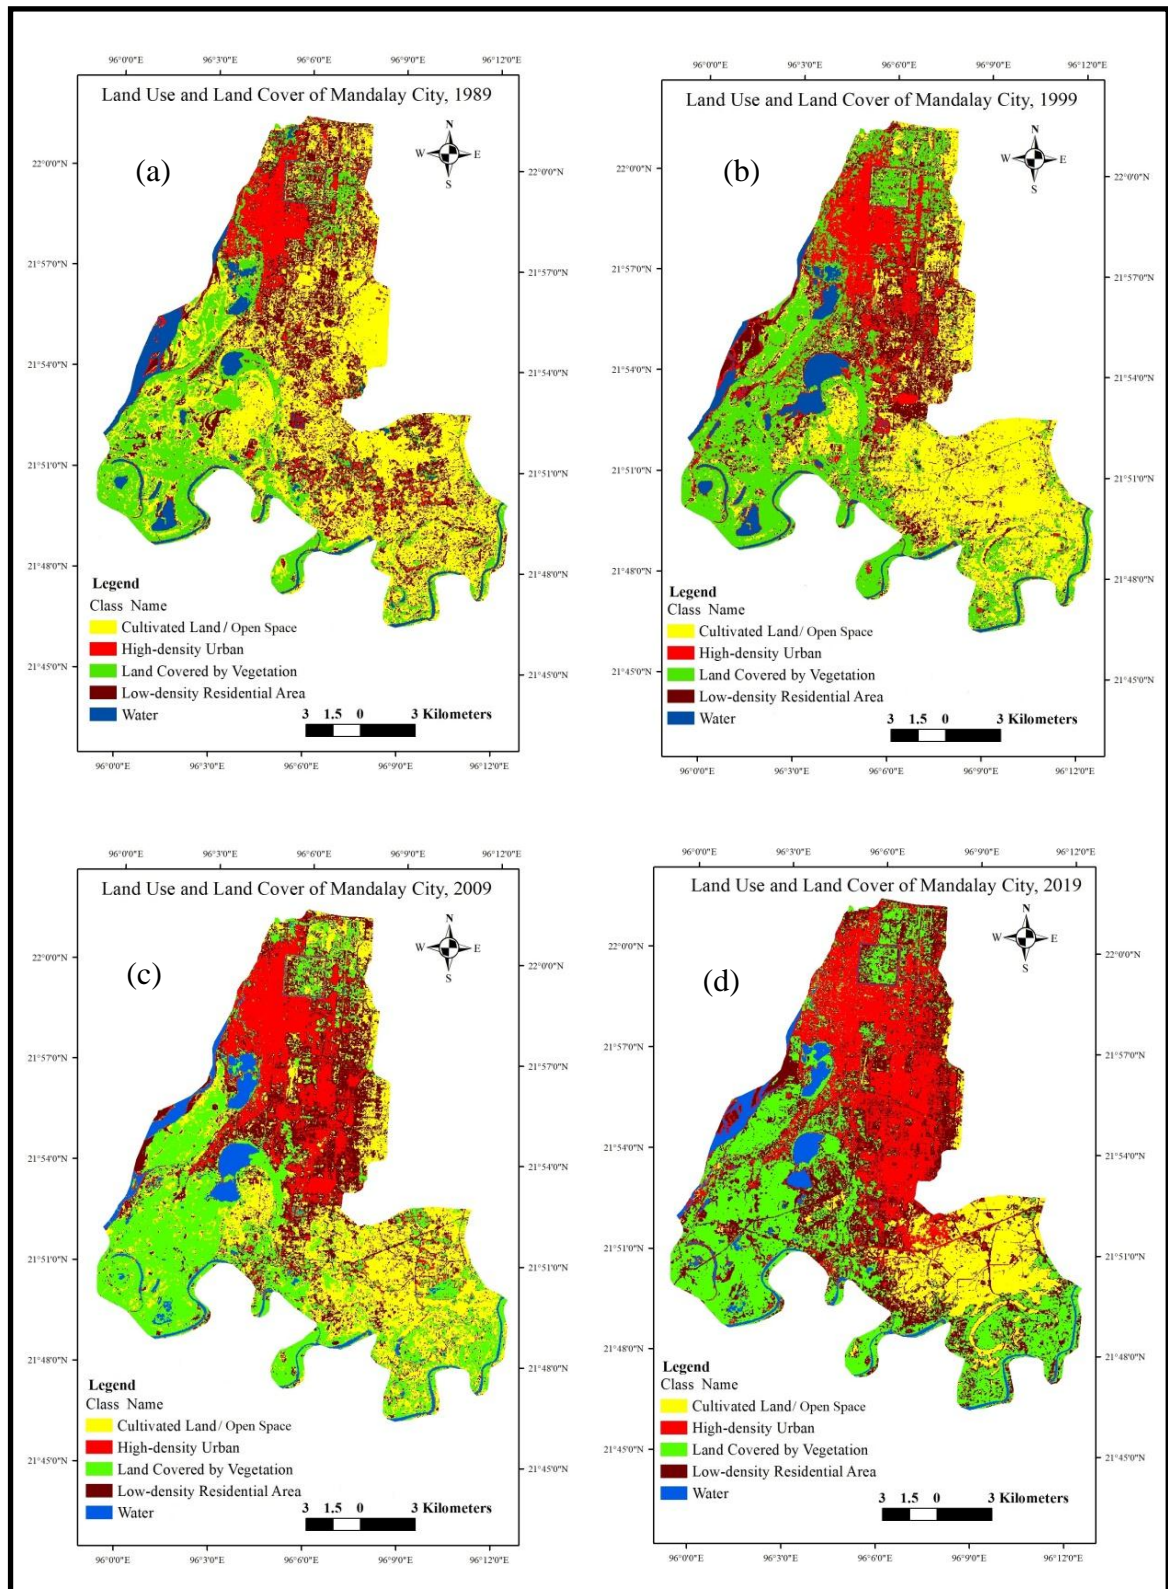 96°0'0"E 96°3'0"E 96°6'0"E 96°9'0"E 96°12'0"E
Land Use and Land Cover of Mandalay City, 1989
(a)
N
W E
S
22°0'0"N 22°0'0"N
21°57'0"N 21°57'0"N
21°54'0"N 21°54'0"N
21°51'0"N 21°51'0"N
21°48'0"N 21°48'0"N
21°45'0"N 21°45'0"N
Legend
Class Name
Cultivated Land / Open Space
High-density Urban
Land Covered by Vegetation
Low-density Residential Area
Water
3 1.5 0 3 Kilometers
96°0'0"E 96°3'0"E 96°6'0"E 96°9'0"E 96°12'0"E
96°0'0"E 96°3'0"E 96°6'0"E 96°9'0"E 96°12'0"E
Land Use and Land Cover of Mandalay City, 1999
(b)
N
W E
S
22°0'0"N 22°0'0"N
21°57'0"N 21°57'0"N
21°54'0"N 21°54'0"N
21°51'0"N 21°51'0"N
21°48'0"N 21°48'0"N
21°45'0"N 21°45'0"N
Legend
Class Name
Cultivated Land/ Open Space
High-density Urban
Land Covered by Vegetation
Low-density Residential Area
Water
3 1.5 0 3 Kilometers
96°0'0"E 96°3'0"E 96°6'0"E 96°9'0"E 96°12'0"E
96°0'0"E 96°3'0"E 96°6'0"E 96°9'0"E 96°12'0"E
Land Use and Land Cover of Mandalay City, 2009
(c)
N
W E
S
22°0'0"N 22°0'0"N
21°57'0"N 21°57'0"N
21°54'0"N 21°54'0"N
21°51'0"N 21°51'0"N
21°48'0"N 21°48'0"N
21°45'0"N 21°45'0"N
Legend
Class Name
Cultivated Land/ Open Space
High-density Urban
Land Covered by Vegetation
Low-density Residential Area
Water
3 1.5 0 3 Kilometers
96°0'0"E 96°3'0"E 96°6'0"E 96°9'0"E 96°12'0"E
96°0'0"E 96°3'0"E 96°6'0"E 96°9'0"E 96°12'0"E
Land Use and Land Cover of Mandalay City, 2019
(d)
N
W E
S
22°0'0"N 22°0'0"N
21°57'0"N 21°57'0"N
21°54'0"N 21°54'0"N
21°51'0"N 21°51'0"N
21°48'0"N 21°48'0"N
21°45'0"N 21°45'0"N
Legend
Class Name
Cultivated Land/ Open Space
High-density Urban
Land Covered by Vegetation
Low-density Residential Area
Water
3 1.5 0 3 Kilometers
96°0'0"E 96°3'0"E 96°6'0"E 96°9'0"E 96°12'0"E